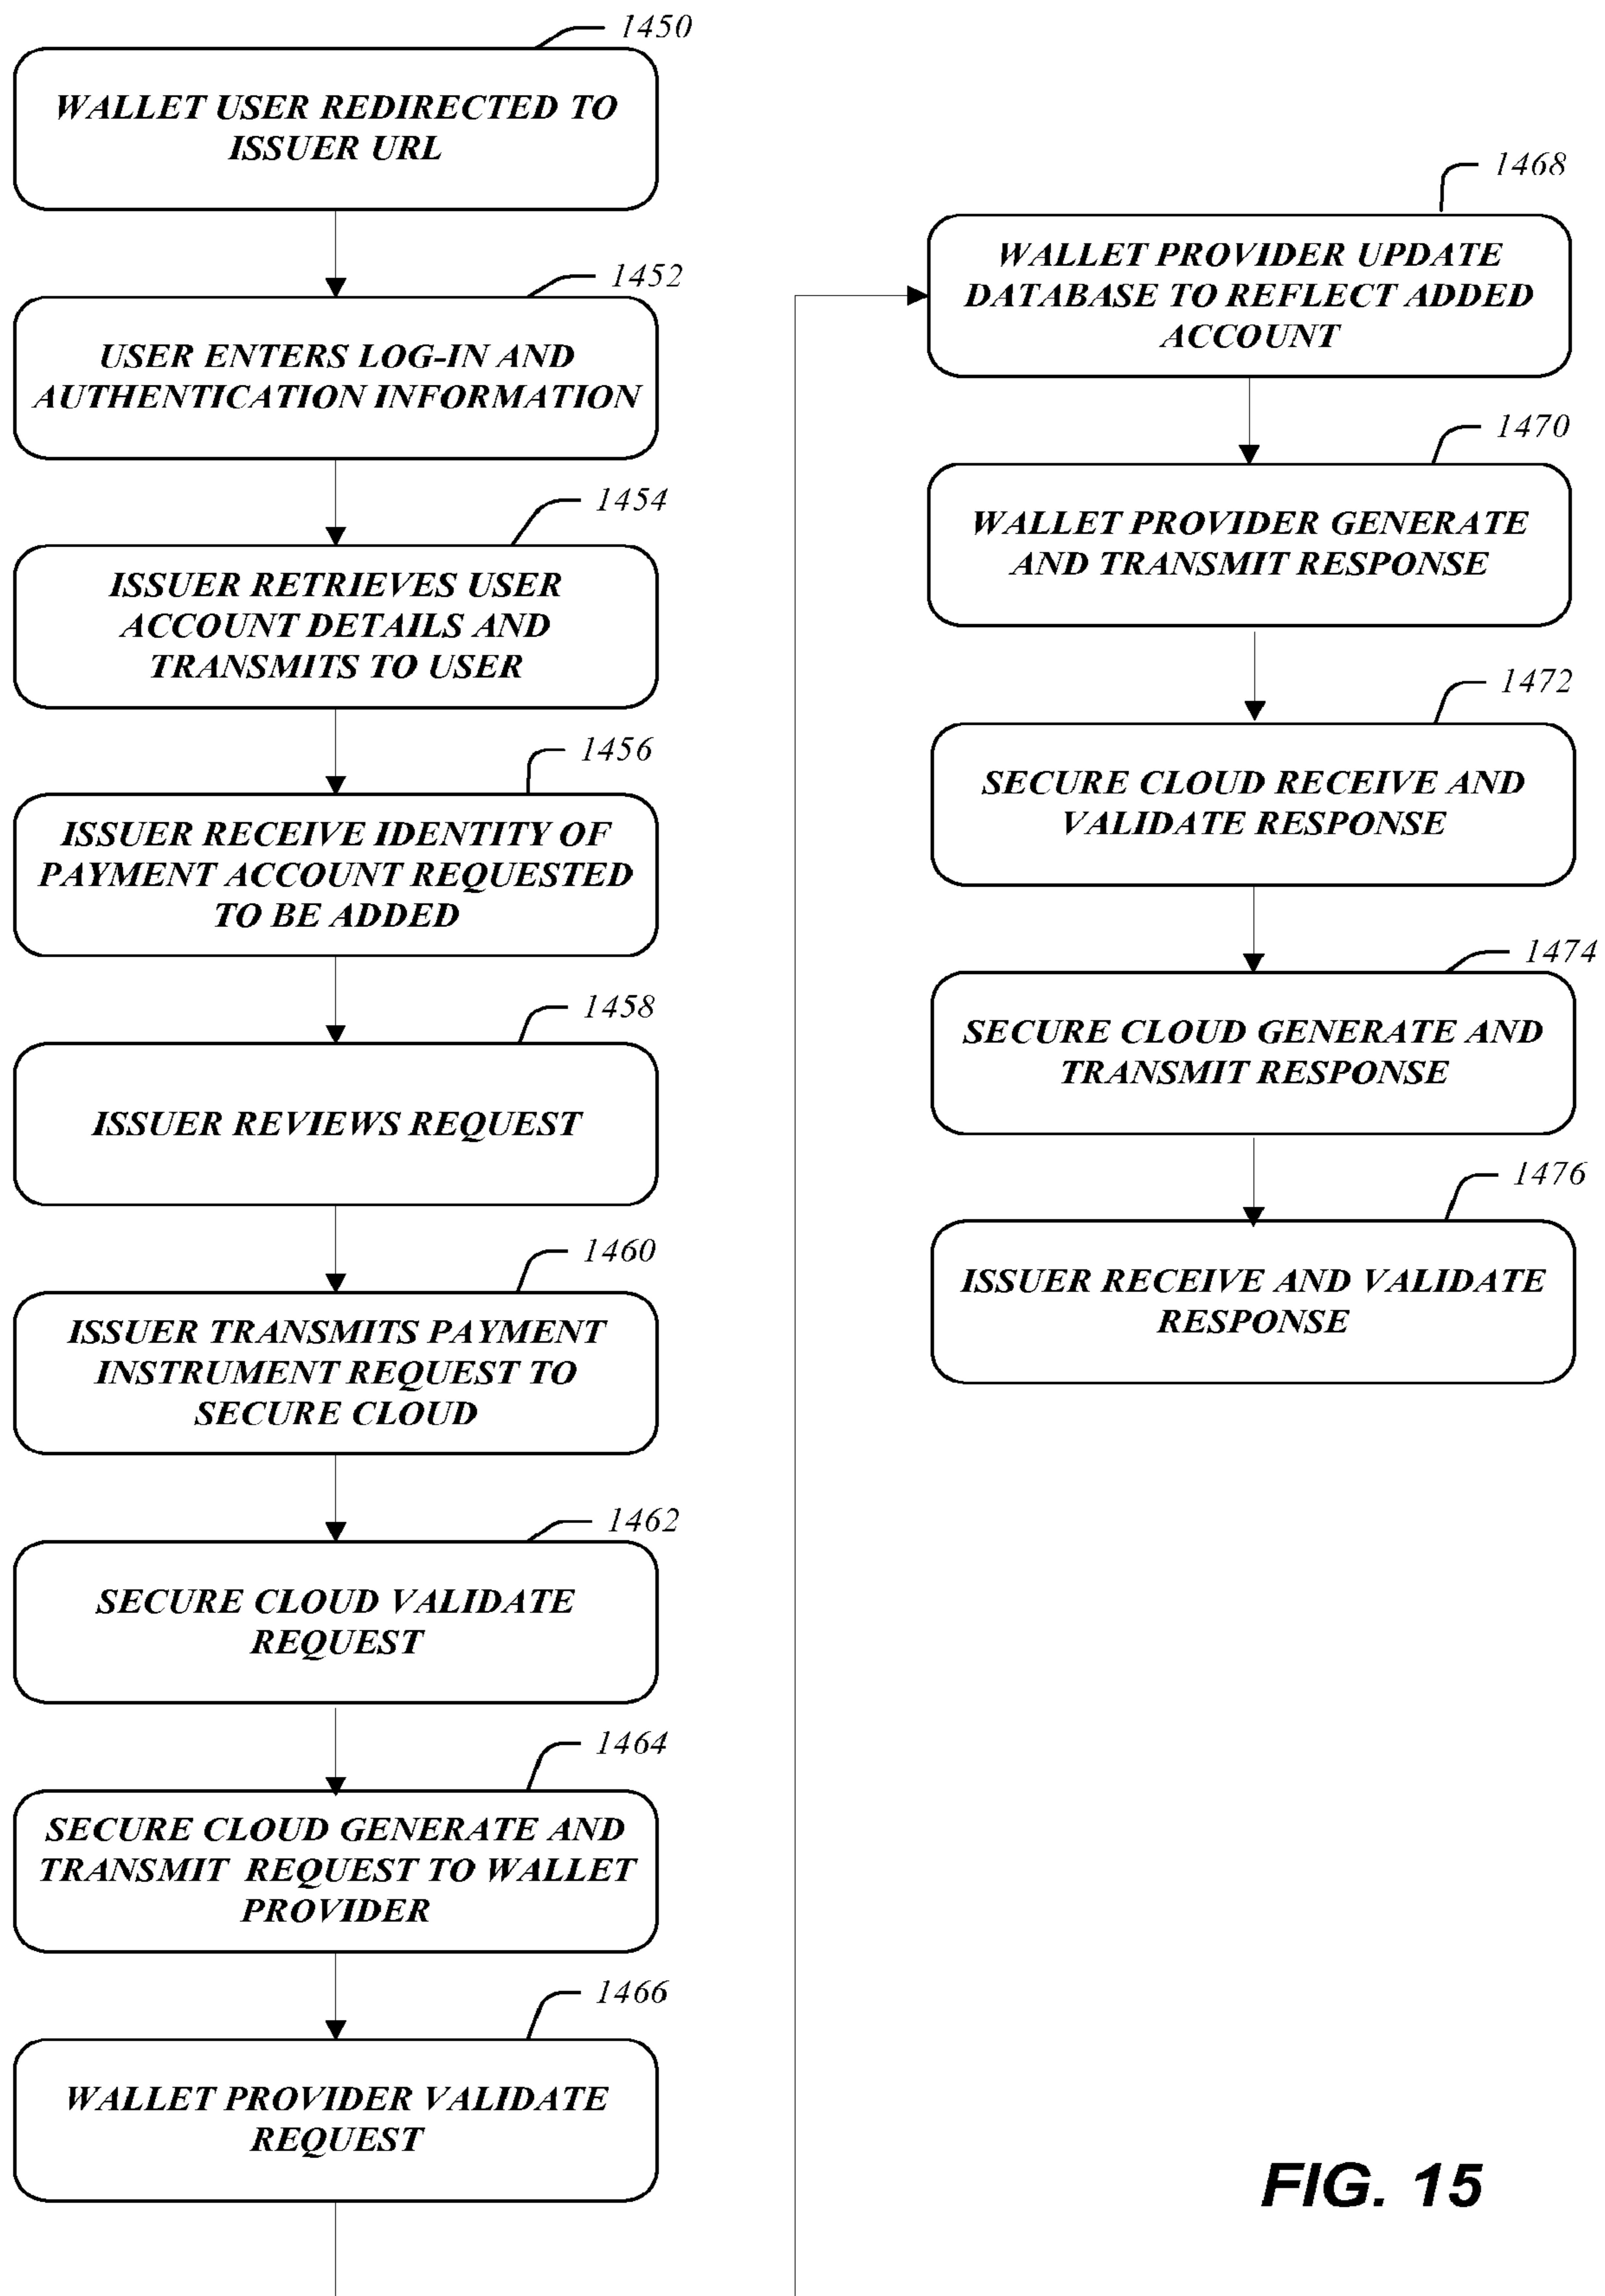 1450
WALLET USER REDIRECTED TO
ISSUER URL
1452
USER ENTERS LOG-IN AND
AUTHENTICATION INFORMATION
1454
ISSUER RETRIEVES USER
ACCOUNT DETAILS AND
TRANSMITS TO USER
1456
ISSUER RECEIVE IDENTITY OF
PAYMENT ACCOUNT REQUESTED
TO BE ADDED
1458
ISSUER REVIEWS REQUEST
1460
ISSUER TRANSMITS PAYMENT
INSTRUMENT REQUEST TO
SECURE CLOUD
1462
SECURE CLOUD VALIDATE
REQUEST
1464
SECURE CLOUD GENERATE AND
TRANSMIT REQUEST TO WALLET
PROVIDER
1466
WALLET PROVIDER VALIDATE
REQUEST
1468
WALLET PROVIDER UPDATE
DATABASE TO REFLECT ADDED
ACCOUNT
1470
WALLET PROVIDER GENERATE
AND TRANSMIT RESPONSE
1472
SECURE CLOUD RECEIVE AND
VALIDATE RESPONSE
1474
SECURE CLOUD GENERATE AND
TRANSMIT RESPONSE
1476
ISSUER RECEIVE AND VALIDATE
RESPONSE
FIG. 15